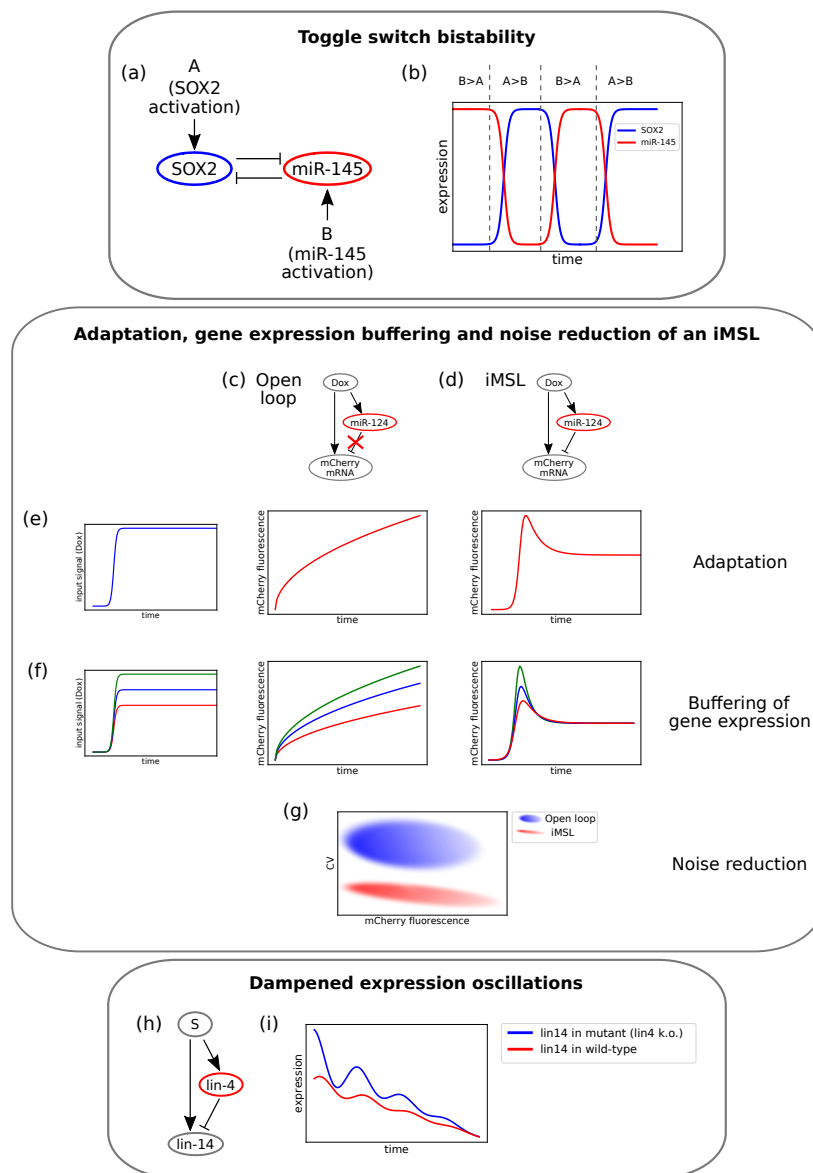 Toggle switch bistability
(a)
A
(SOX2
activation)
SOX2
miR-145
B
(miR-145
activation)
(b)
B>A
A>B
B>A
A>B
expression
SOX2
miR-145
time
Adaptation, gene expression buffering and noise reduction of an iMSL
(c)
Open
loop
Dox
miR-124
mCherry
mRNA
(d)
iMSL
Dox
miR-124
mCherry
mRNA
(e)
input signal (Dox)
time
mCherry fluorescence
time
mCherry fluorescence
time
Adaptation
(f)
input signal (Dox)
time
mCherry fluorescence
time
mCherry fluorescence
time
Buffering of
gene expression
(g)
CV
mCherry fluorescence
Open loop
iMSL
Noise reduction
Dampened expression oscillations
(h)
S
lin-4
lin-14
(i)
expression
time
lin14 in mutant (lin4 k.o.)
lin14 in wild-type